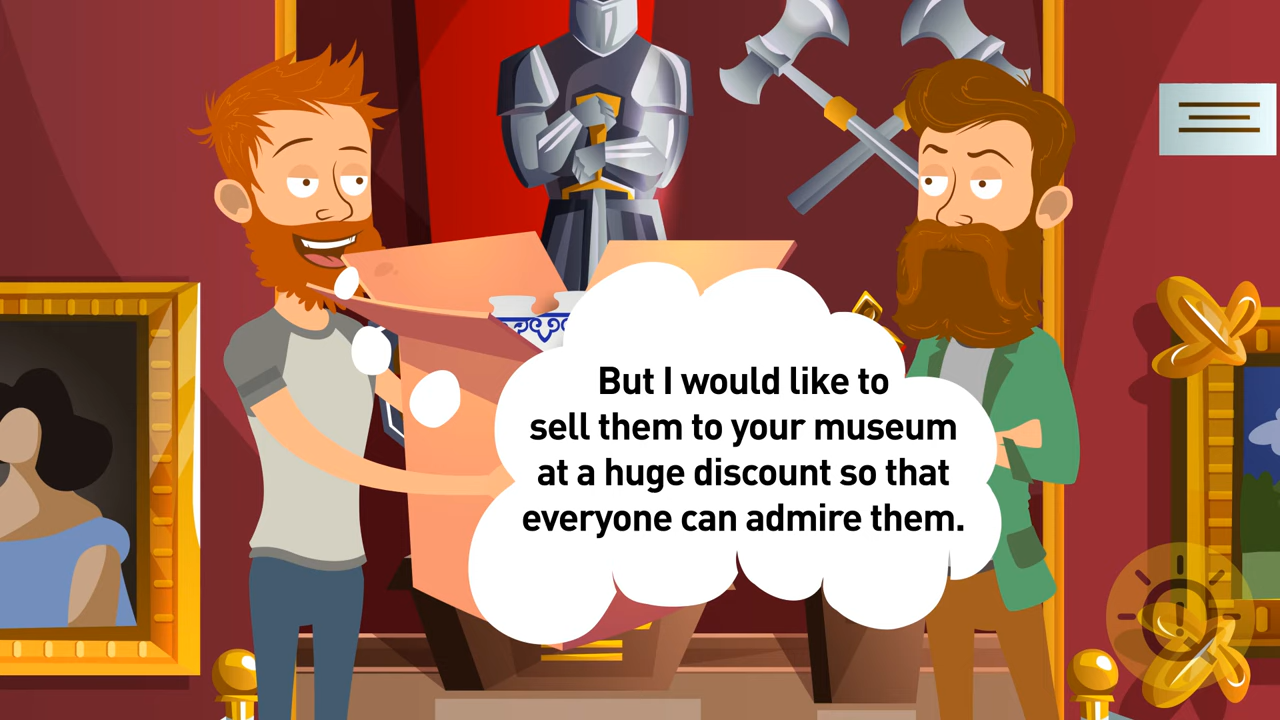 But I would like to
sell them to your museum
at a huge discount so that
everyone can admire them.